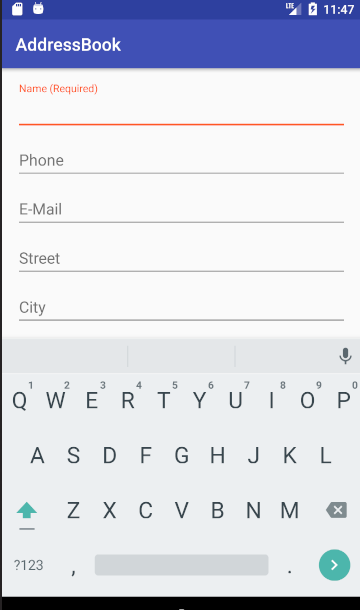 LTE 11:47
AddressBook
Name (Required)
Phone
E-Mail
Street
City
1 2 3 4 5 6 7 8 9 0
Q W E R T Y U I O P
A S D F G H J K L
Z X C V B N M
?123 , .